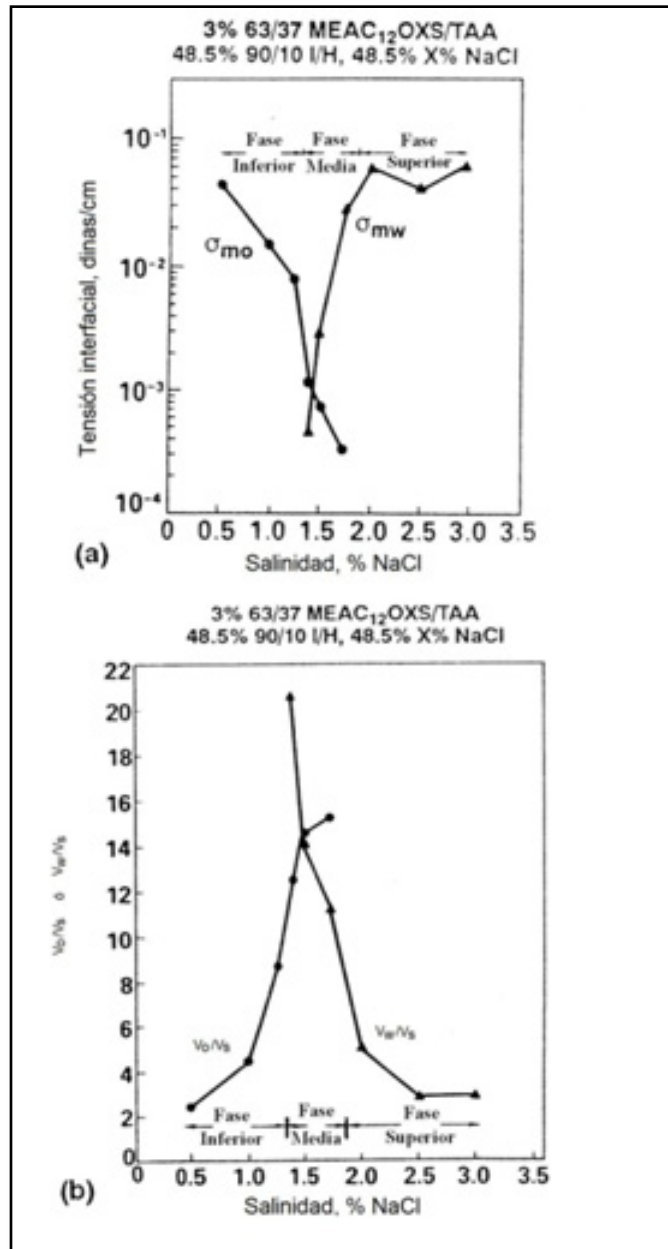 3% 63/37 MEAC₁₂OXS/TAA
48.5% 90/10 I/H, 48.5% X% NaCl
10⁻¹
10⁻²
10⁻³
10⁻⁴
Tensión interfacial, dinas/cm
Fase Inferior
Fase Media
Fase Superior
σmo
σmw
0 0.5 1.0 1.5 2.0 2.5 3.0 3.5
(a)
Salinidad, % NaCl
3% 63/37 MEAC₁₂OXS/TAA
48.5% 90/10 I/H, 48.5% X% NaCl
22
20
18
16
14
12
10
8
6
4
2
0
V₀/Vₛ ó Vw/Vₛ
V₀/Vₛ
Vw/Vₛ
Fase Inferior
Fase Media
Fase Superior
0 0.5 1.0 1.5 2.0 2.5 3.0 3.5
(b)
Salinidad, % NaCl